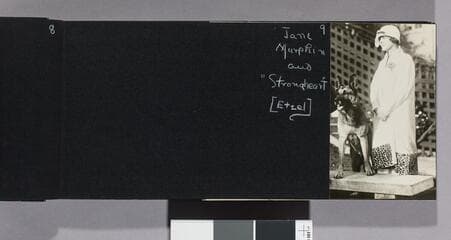 8
9
Jane
Murphin
and
"Strongheart"
[Etzel]